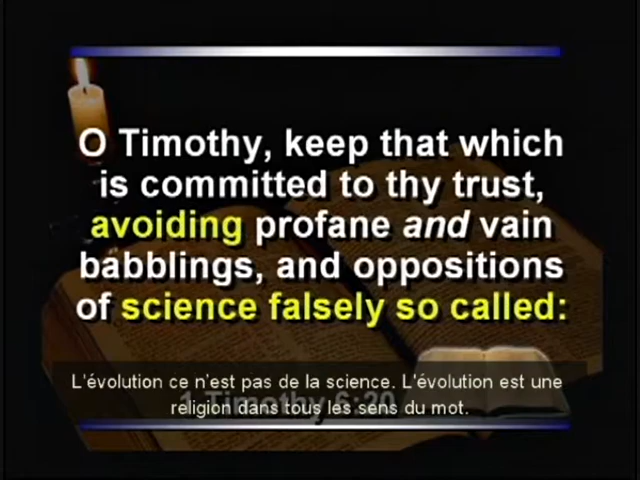 O Timothy, keep that which
is committed to thy trust,
avoiding profane and vain
babblings, and oppositions
of science falsely so called:
L'évolution ce n'est pas de la science. L'évolution est une
1 Timothy 6:20
religion dans tous les sens du mot.